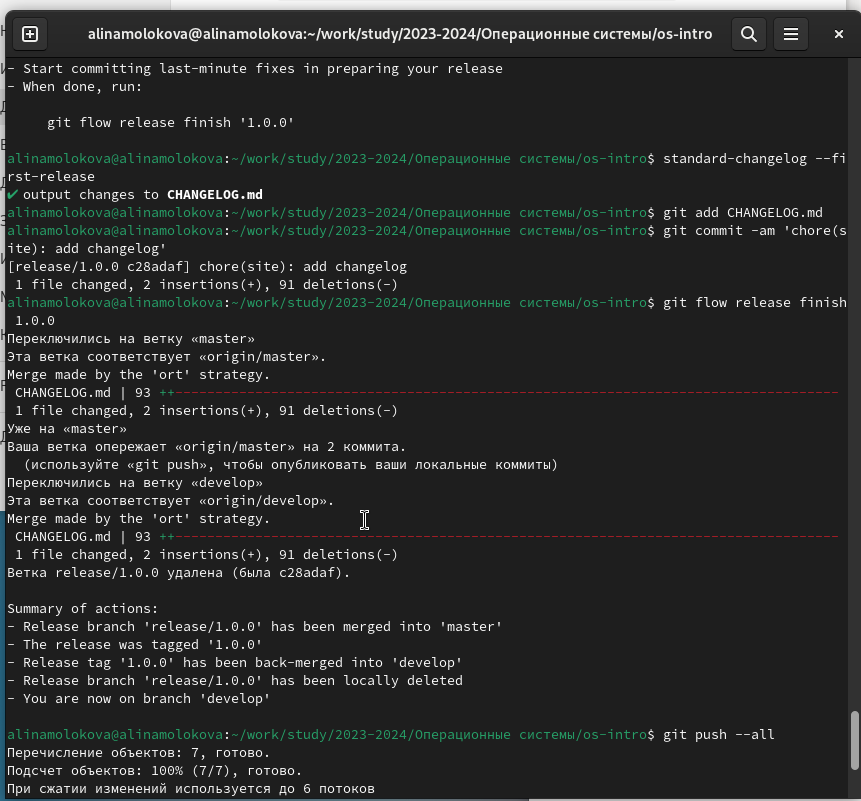 alinamolokova@alinamolokova:~/work/study/2023-2024/Операционные системы/os-intro
- Start committing last-minute fixes in preparing your release
- When done, run:
git flow release finish '1.0.0'
alinamolokova@alinamolokova:~/work/study/2023-2024/Операционные системы/os-intro$ standard-changelog --fi
rst-release
✔ output changes to CHANGELOG.md
alinamolokova@alinamolokova:~/work/study/2023-2024/Операционные системы/os-intro$ git add CHANGELOG.md
alinamolokova@alinamolokova:~/work/study/2023-2024/Операционные системы/os-intro$ git commit -am 'chore(s
ite): add changelog'
[release/1.0.0 c28adaf] chore(site): add changelog
1 file changed, 2 insertions(+), 91 deletions(-)
alinamolokova@alinamolokova:~/work/study/2023-2024/Операционные системы/os-intro$ git flow release finish
1.0.0
Переключились на ветку «master»
Эта ветка соответствует «origin/master».
Merge made by the 'ort' strategy.
CHANGELOG.md | 93 ++-----------------------------------------------------------------------------------
1 file changed, 2 insertions(+), 91 deletions(-)
Уже на «master»
Ваша ветка опережает «origin/master» на 2 коммита.
(используйте «git push», чтобы опубликовать ваши локальные коммиты)
Переключились на ветку «develop»
Эта ветка соответствует «origin/develop».
Merge made by the 'ort' strategy.
CHANGELOG.md | 93 ++-----------------------------------------------------------------------------------
1 file changed, 2 insertions(+), 91 deletions(-)
Ветка release/1.0.0 удалена (была c28adaf).
Summary of actions:
- Release branch 'release/1.0.0' has been merged into 'master'
- The release was tagged '1.0.0'
- Release tag '1.0.0' has been back-merged into 'develop'
- Release branch 'release/1.0.0' has been locally deleted
- You are now on branch 'develop'
alinamolokova@alinamolokova:~/work/study/2023-2024/Операционные системы/os-intro$ git push --all
Перечисление объектов: 7, готово.
Подсчет объектов: 100% (7/7), готово.
При сжатии изменений используется до 6 потоков